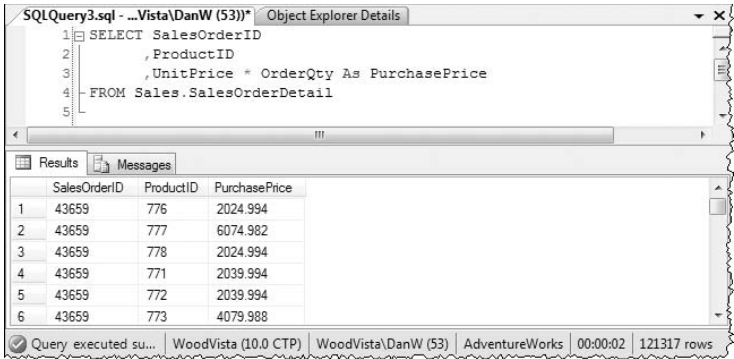 SQLQuery3.sql - ...Vista\DanW (53))* Object Explorer Details
1 SELECT SalesOrderID
2 ,ProductID
3 ,UnitPrice * OrderQty As PurchasePrice
4 FROM Sales.SalesOrderDetail
5
Results Messages
SalesOrderID ProductID PurchasePrice
1 43659 776 2024.994
2 43659 777 6074.982
3 43659 778 2024.994
4 43659 771 2039.994
5 43659 772 2039.994
6 43659 773 4079.988
Query executed su... WoodVista (10.0 CTP) WoodVista\DanW (53) AdventureWorks 00:00:02 121317 rows